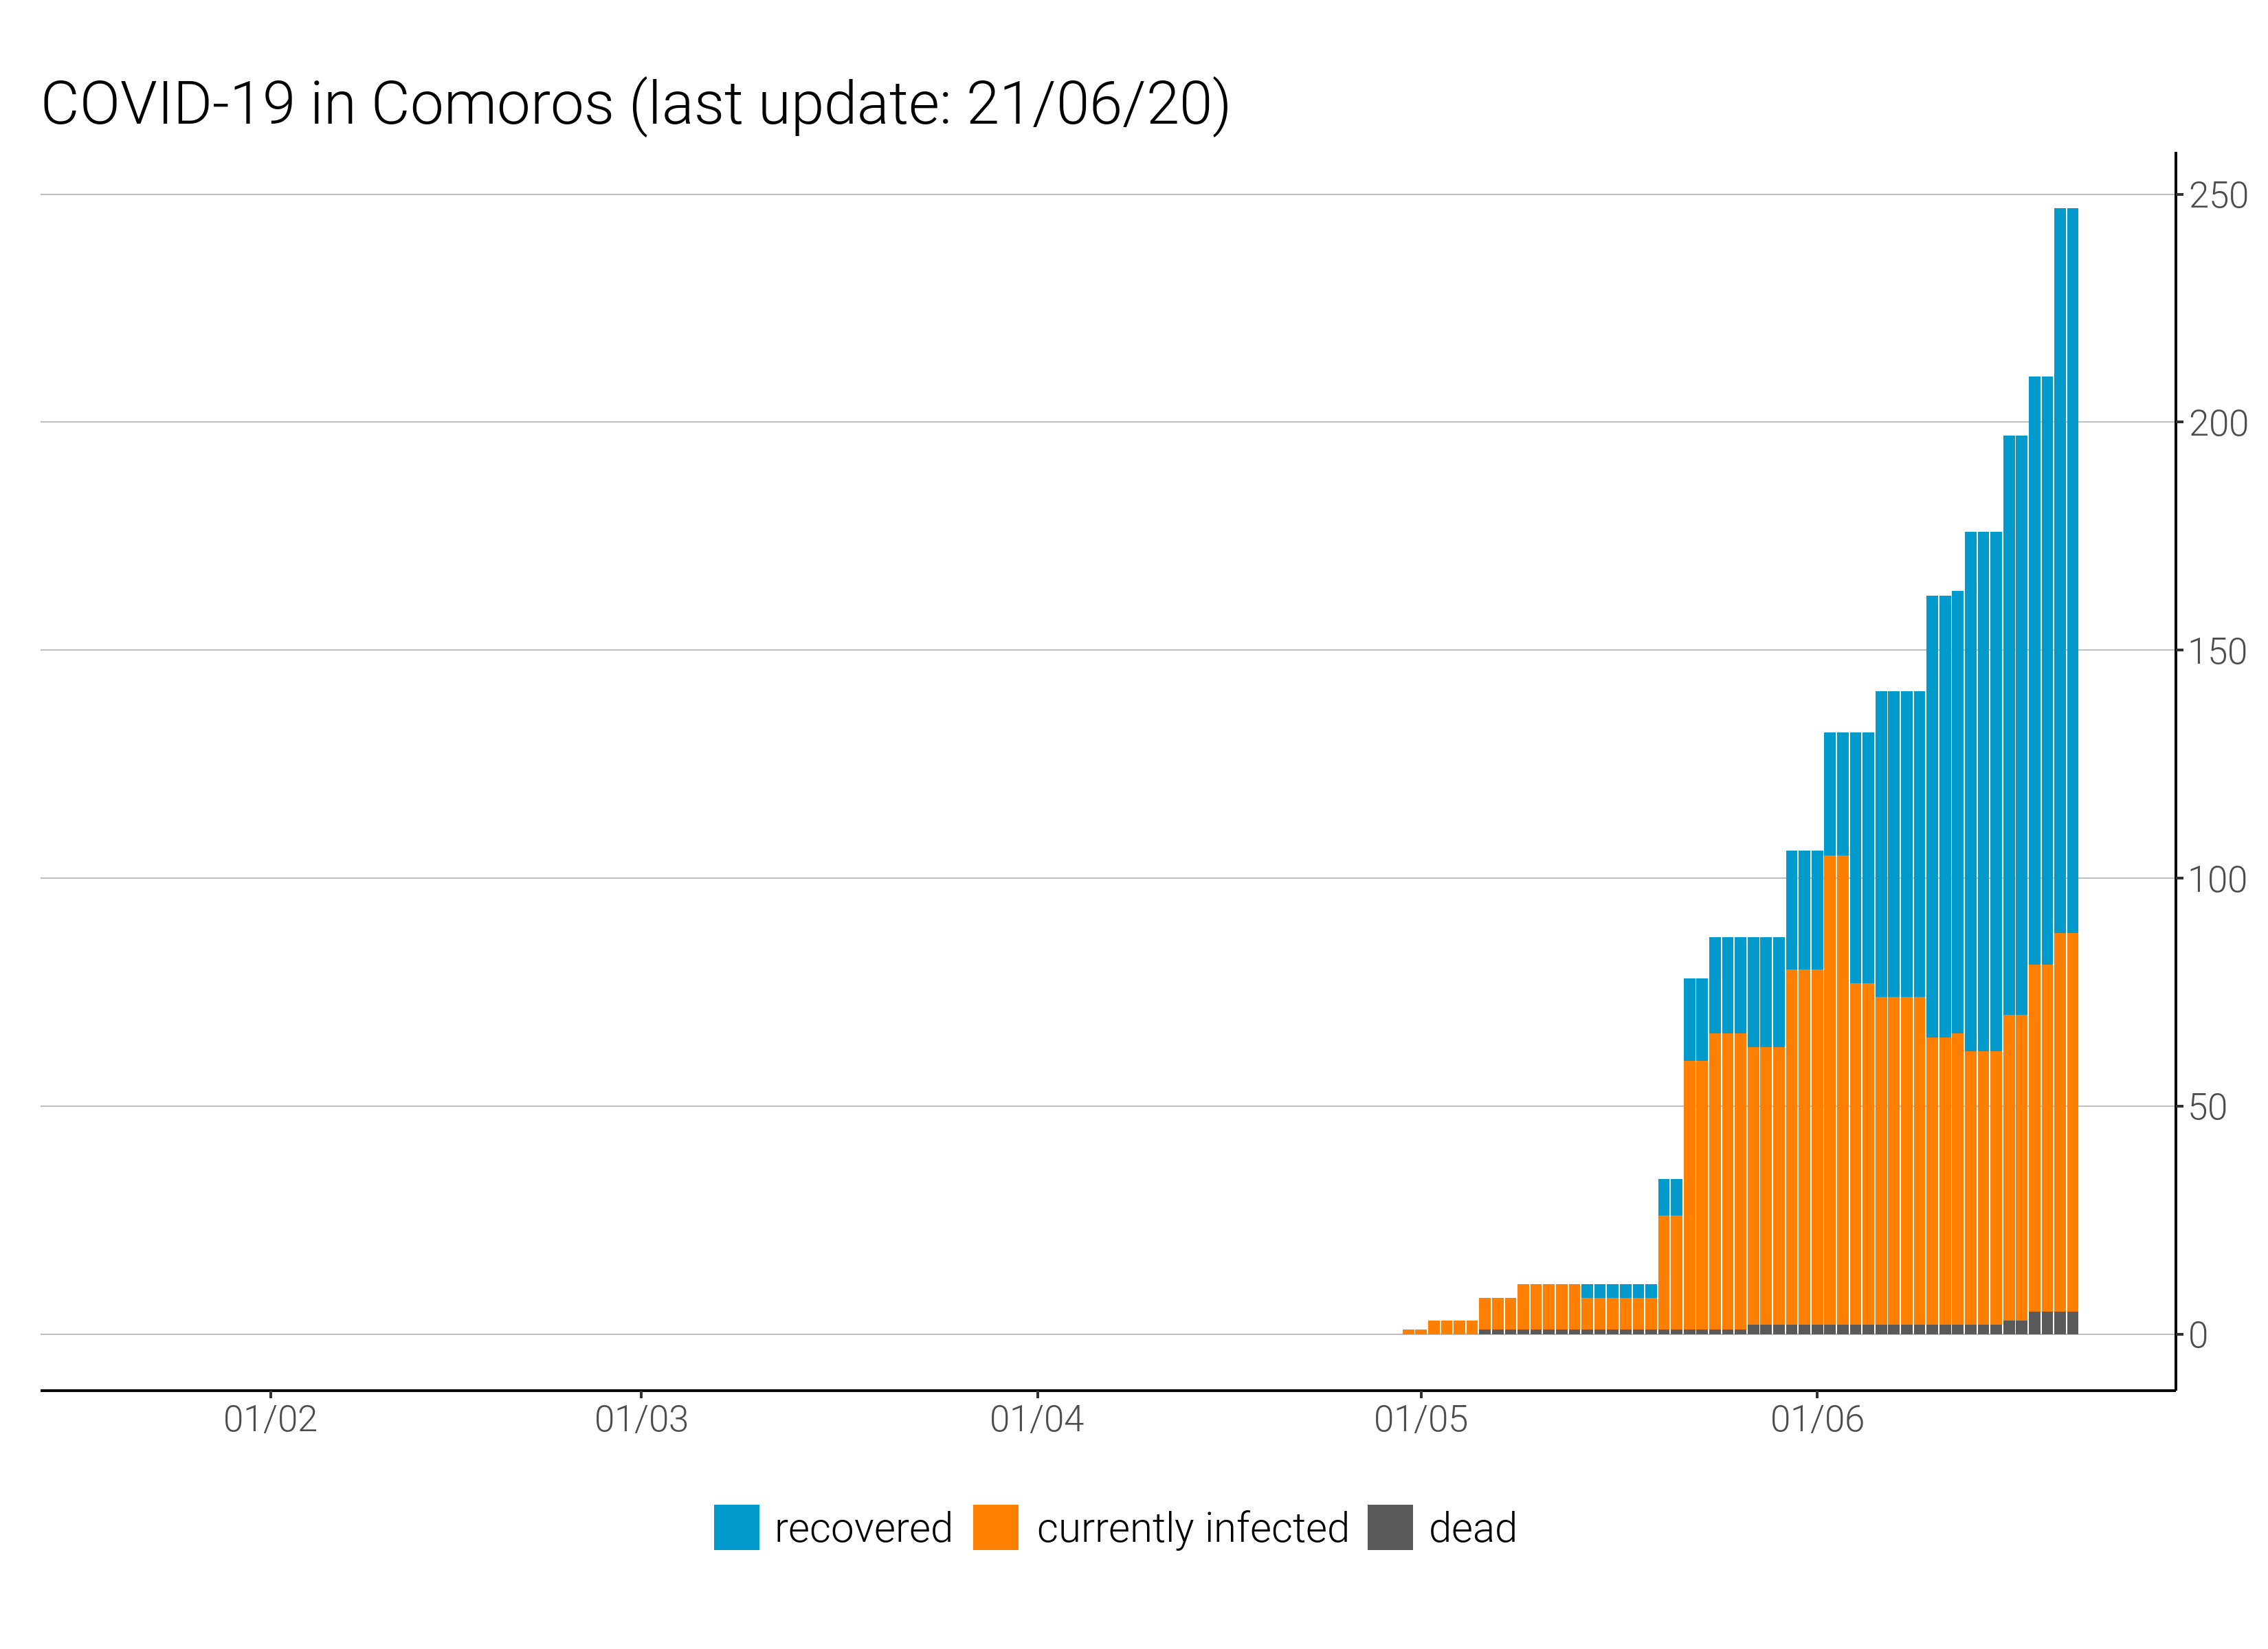 COVID-19 in Comoros (last update: 21/06/20)
250
200
150
100
50
0
01/02 01/03 01/04 01/05 01/06
recovered currently infected dead